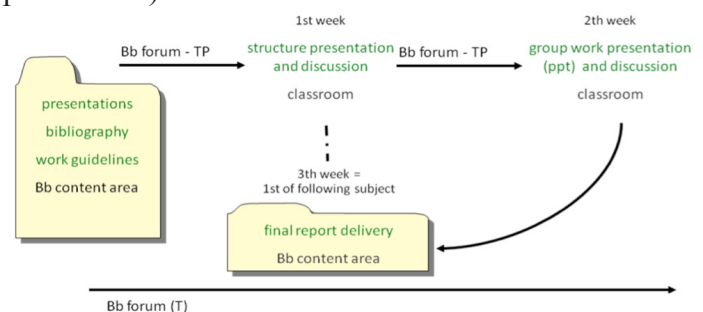 1st week
2th week
Bb forum - TP
structure presentation
and discussion
Bb forum - TP
group work presentation
(ppt) and discussion
classroom
classroom
presentations
bibliography
work guidelines
Bb content area
3th week =
1st of following subject
final report delivery
Bb content area
Bb forum (T)